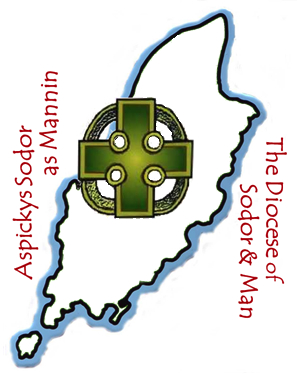 Aspickys Sodor
as Mannin
The Diocese of
Sodor & Man